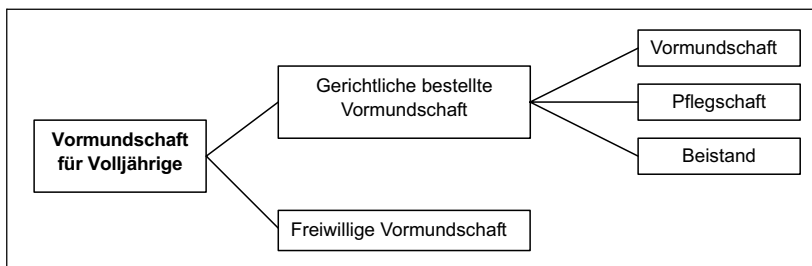 Vormundschaft
für Volljährige
Gerichtliche bestellte
Vormundschaft
Freiwillige Vormundschaft
Vormundschaft
Pflegschaft
Beistand